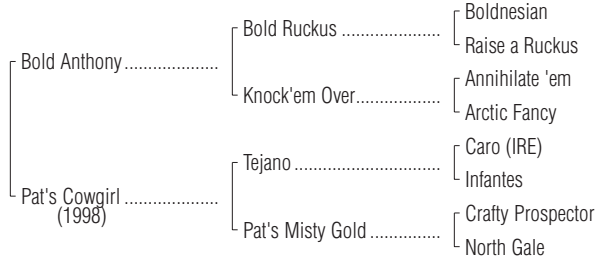 Boldnesian
Bold Ruckus ..................
Raise a Ruckus
Bold Anthony.....................
Annihilate 'em
Knock'em Over................
Arctic Fancy
Caro (IRE)
Tejano ............................
Infantes
Pat's Cowgirl .....................
(1998)
Crafty Prospector
Pat's Misty Gold .............
North Gale